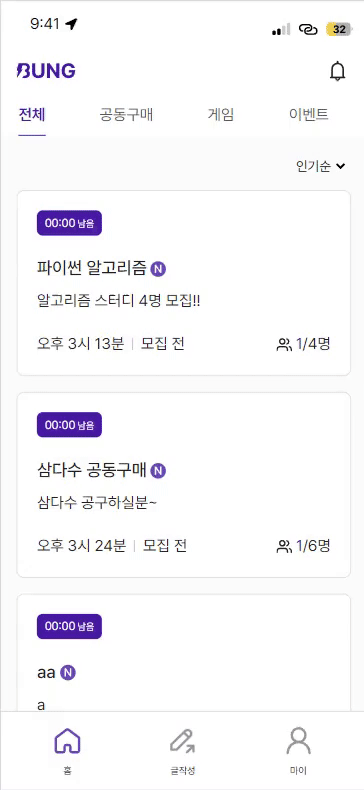 9:41
32
BUNG
전체 공동구매 게임 이벤트
인기순
00:00 남음
파이썬 알고리즘 N
알고리즘 스터디 4명 모집!!
오후 3시 13분 | 모집 전 1/4명
00:00 남음
삼다수 공동구매 N
삼다수 공구하실분~
오후 3시 24분 | 모집 전 1/6명
00:00 남음
aa N
a
홈 글작성 마이